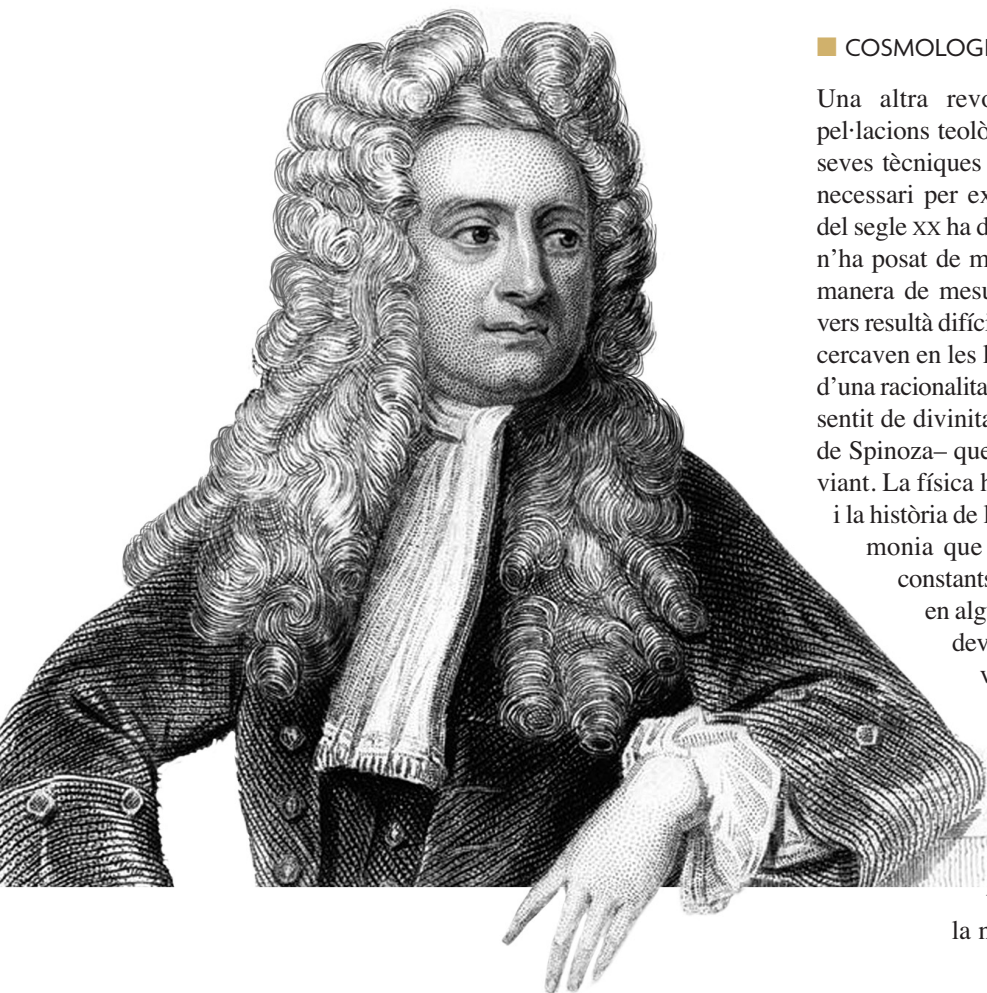 COSMOLOGI
Una altra revo
pel·lacions teolò
seves tècniques
necessari per ex
del segle XX ha d
n’ha posat de m
manera de mesu
vers resultà difíci
cercaven en les l
d’una racionalita
sentit de divinita
de Spinoza– que
viant. La física h
i la història de l
monia que
constants
en alg
dev
v
la n